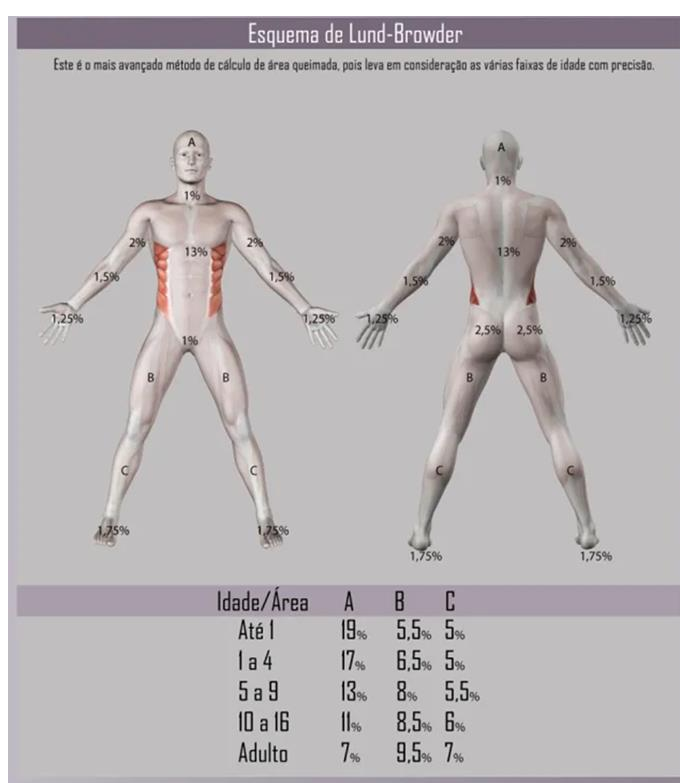 Esquema de Lund-Browder
Este é o mais avançado método de cálculo de área queimada, pois leva em consideração as várias faixas de idade com precisão.
A A
1% 1%
2% 13% 2% 2% 13% 2%
1,5% 1,5% 1,5% 1,5%
1,25% 1,25% 1,25% 1,25%
1% 2,5% 2,5%
B B B B
C C C C
1,75% 1,75%
1,75% 1,75%
Idade/Área A B C
Até 1 19% 5,5% 5%
1 a 4 17% 6,5% 5%
5 a 9 13% 8% 5,5%
10 a 16 11% 8,5% 6%
Adulto 7% 9,5% 7%